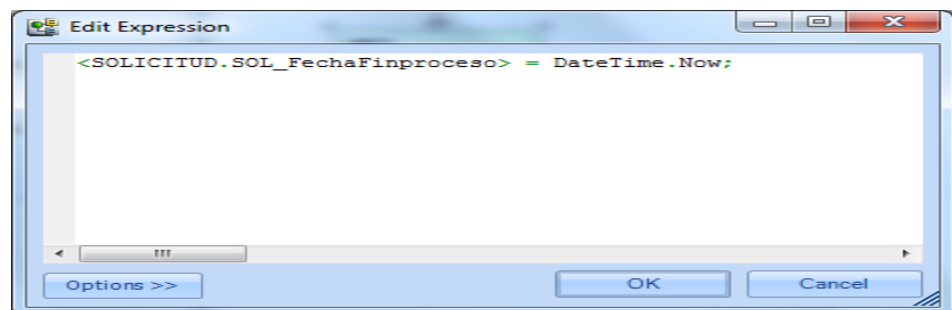 Edit Expression
<SOLICITUD.SOL_FechaFinproceso> = DateTime.Now;
Options >>
OK
Cancel